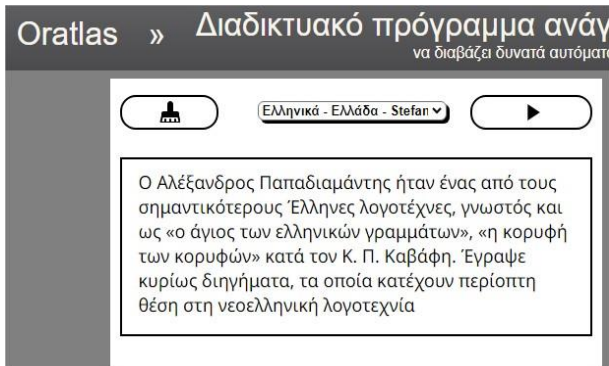 Oratlas » Διαδικτυακό πρόγραμμα
να διαβάζει δυνατά
Ελληνικά - Ελλάδα - Stefan
Ο Αλέξανδρος Παπαδιαμάντης ήταν ένας από τους
σημαντικότερους Έλληνες λογοτέχνες, γνωστός και
ως «ο άγιος των ελληνικών γραμμάτων», «η κορυφή
των κορυφών» κατά τον Κ. Π. Καβάφη. Έγραψε
κυρίως διηγήματα, τα οποία κατέχουν περίοπτη
θέση στη νεοελληνική λογοτεχνία